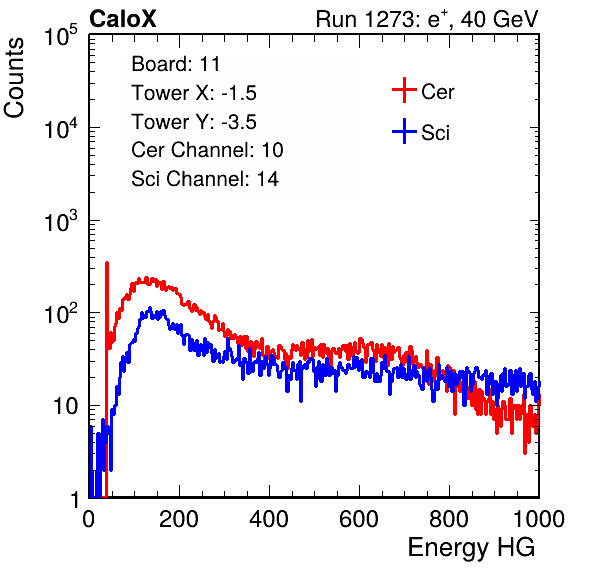 CaloX Run 1273: e⁺, 40 GeV
Counts
10⁵
10⁴
10³
10²
10
1
Board: 11
Tower X: -1.5
Tower Y: -3.5
Cer Channel: 10
Sci Channel: 14
Cer
Sci
0 200 400 600 800 1000
Energy HG